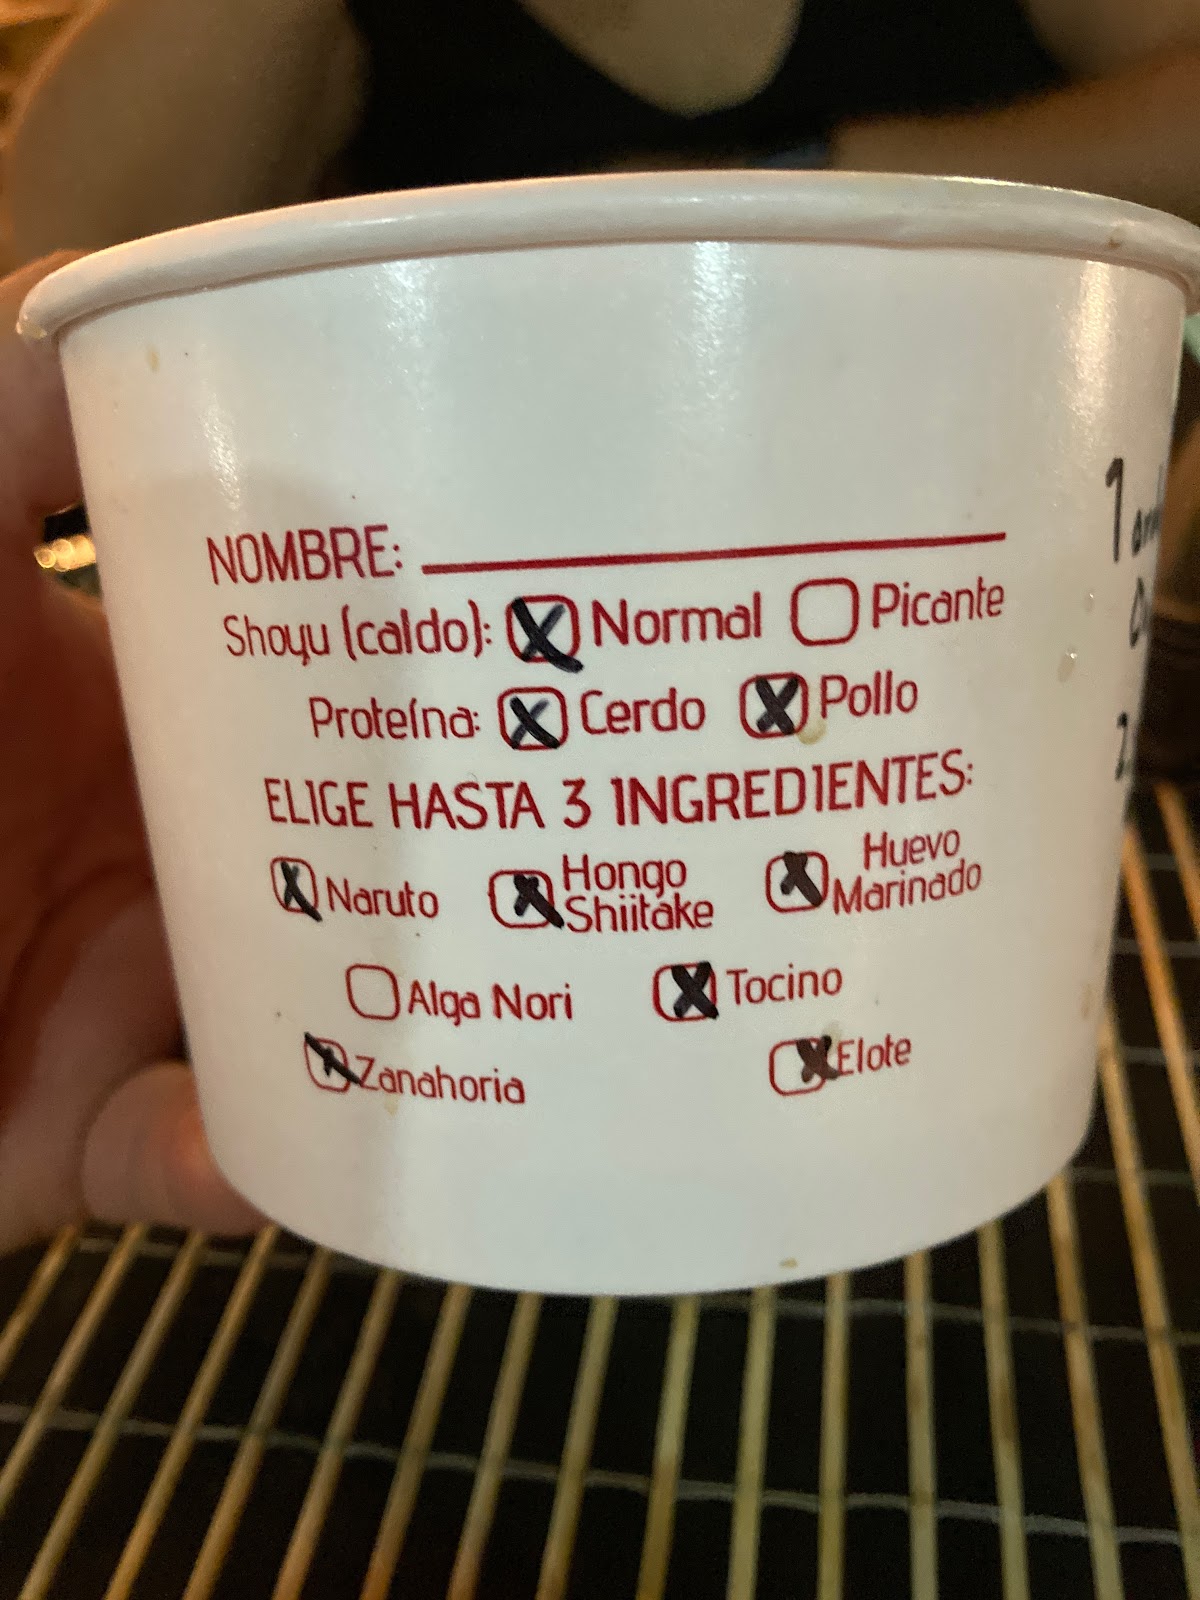 NOMBRE:
Shoyu (caldo): Normal Picante
Proteína: Cerdo Pollo
ELIGE HASTA 3 INGREDIENTES:
Naruto Hongo Shiitake Huevo Marinado
Alga Nori Tocino
Zanahoria Elote
1